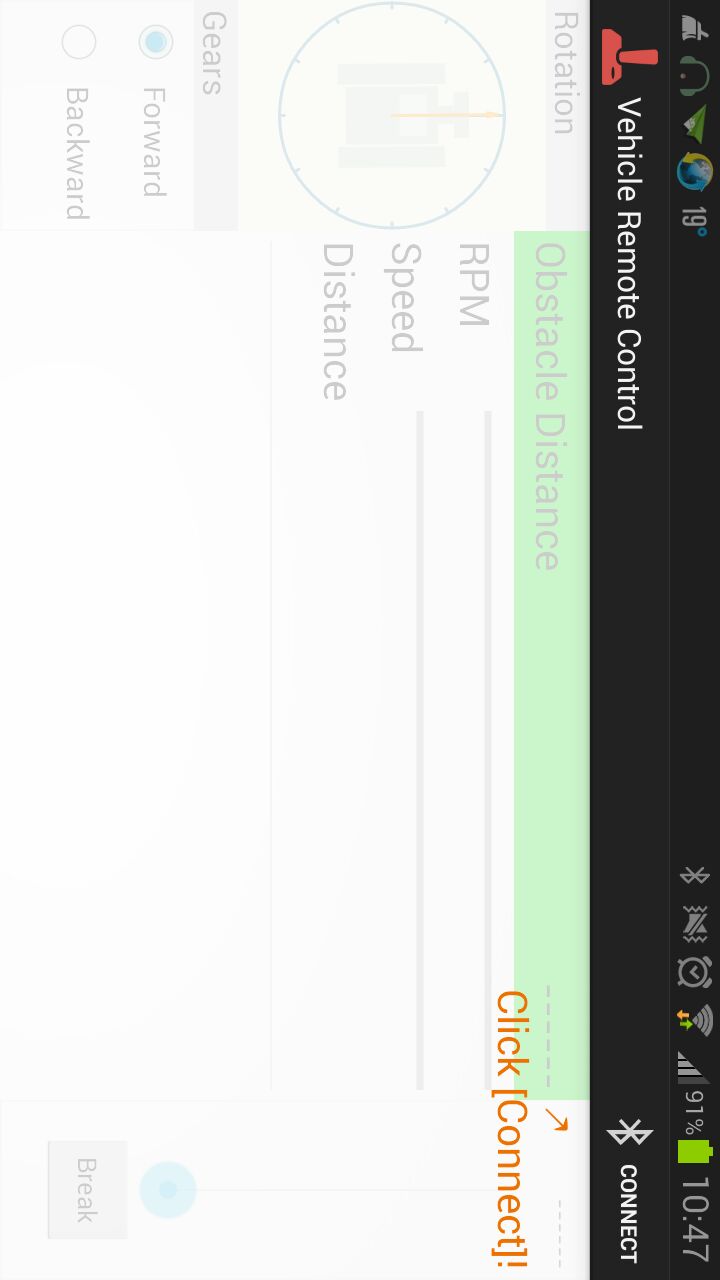 19°
91%
10:47
Vehicle Remote Control
CONNECT
Rotation
Obstacle Distance
------
------
Click [Connect]!
RPM
Speed
Distance
Gears
Forward
Backward
Break